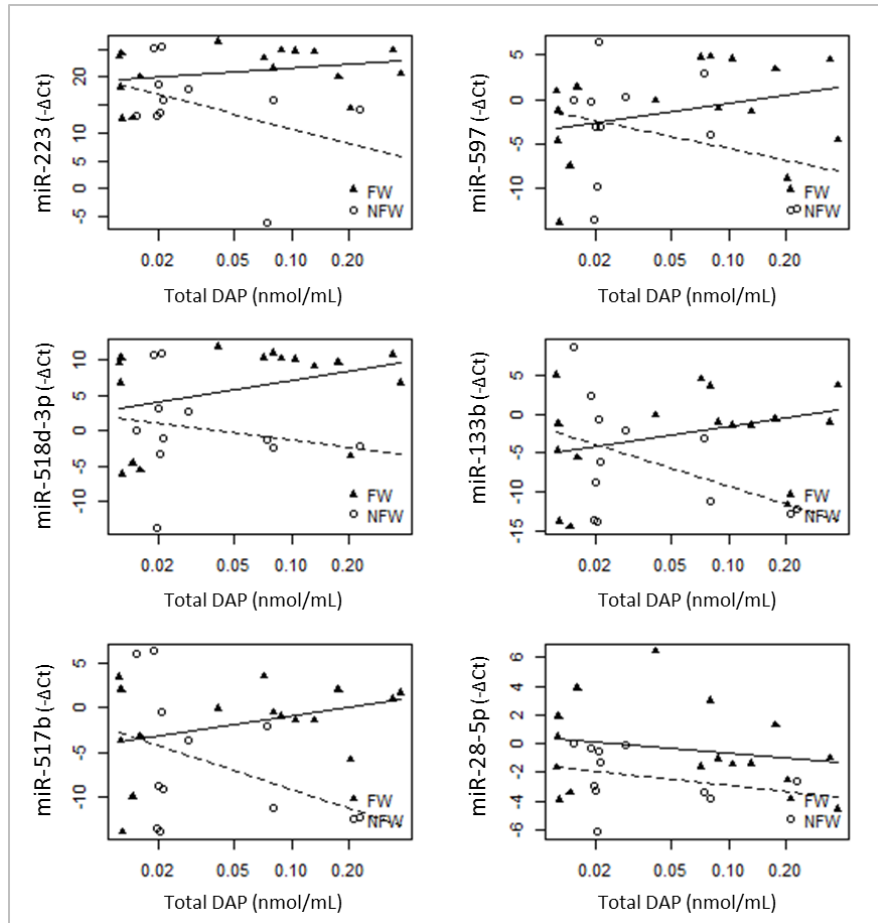 miR-223 (-ΔCt)
20
15
10
5
0
-5
FW
NFW
0.02 0.05 0.10 0.20
Total DAP (nmol/mL)
miR-597 (-ΔCt)
5
0
-5
-10
FW
NFW
0.02 0.05 0.10 0.20
Total DAP (nmol/mL)
miR-518d-3p (-ΔCt)
10
5
0
-5
-10
FW
NFW
0.02 0.05 0.10 0.20
Total DAP (nmol/mL)
miR-133b (-ΔCt)
5
0
-5
-10
-15
FW
NFW
0.02 0.05 0.10 0.20
Total DAP (nmol/mL)
miR-517b (-ΔCt)
5
0
-5
-10
FW
NFW
0.02 0.05 0.10 0.20
Total DAP (nmol/mL)
miR-28-5p (-ΔCt)
6
4
2
0
-2
-4
-6
FW
NFW
0.02 0.05 0.10 0.20
Total DAP (nmol/mL)